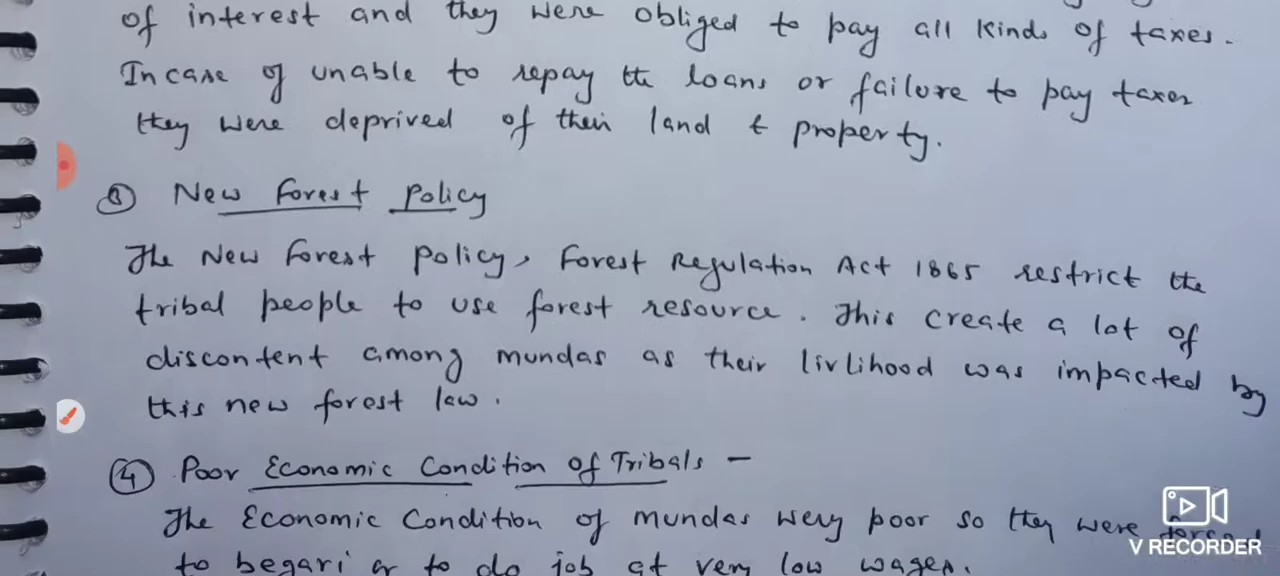 of interest and they were obliged to pay all kinds of taxes.
Incase of unable to repay the loans or failure to pay taxes
they were deprived of their land & property.
③ New Forest Policy
The New Forest Policy, Forest Regulation Act 1865 restrict the
tribal people to use forest resource. This create a lot of
discontent among mundas as their livlihood was impacted by
this new forest law.
④ Poor Economic Condition of Tribals –
The Economic Condition of mundas wery poor so they were
to begari or to do job at very low wages.
V RECORDER